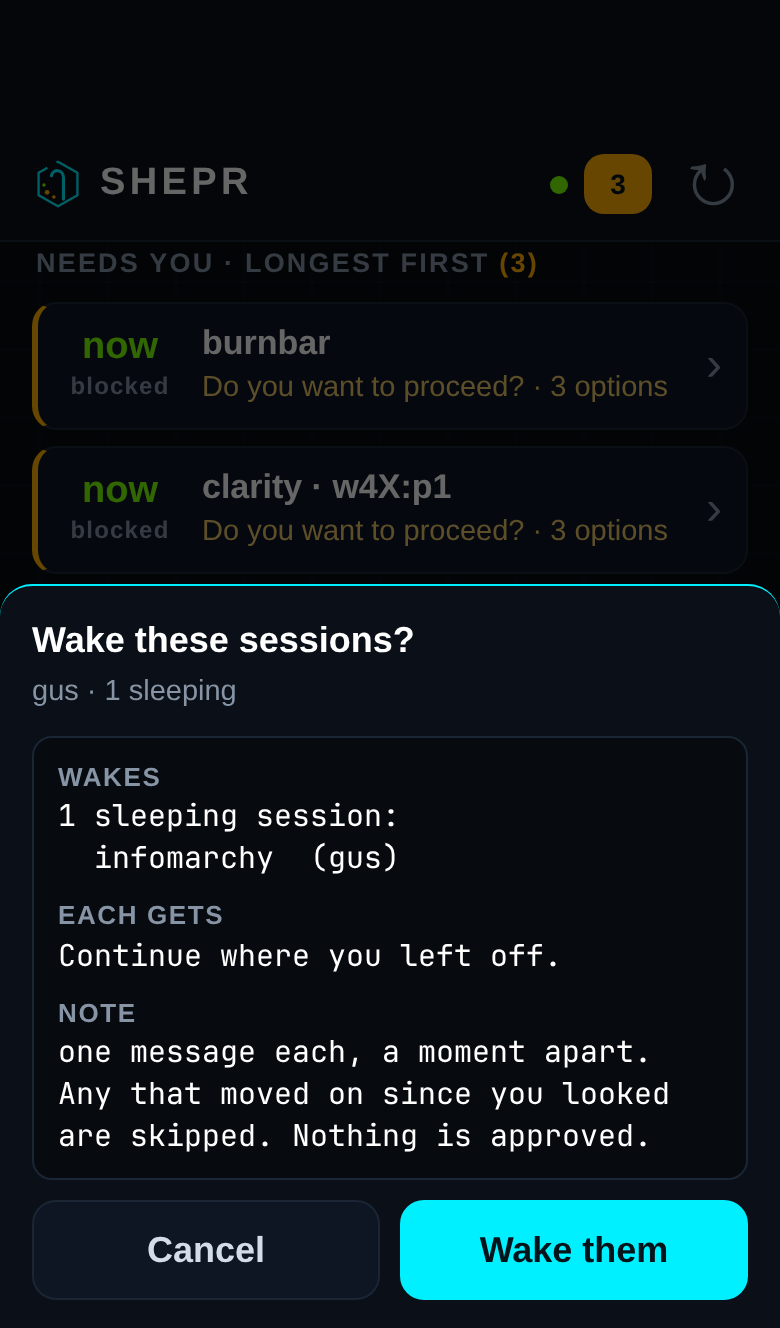 SHEPR
3
NEEDS YOU · LONGEST FIRST (3)
now
blocked
burnbar
Do you want to proceed? · 3 options
now
blocked
clarity · w4X:p1
Do you want to proceed? · 3 options
Wake these sessions?
gus · 1 sleeping
WAKES
1 sleeping session:
infomarchy (gus)
EACH GETS
Continue where you left off.
NOTE
one message each, a moment apart.
Any that moved on since you looked
are skipped. Nothing is approved.
Cancel
Wake them